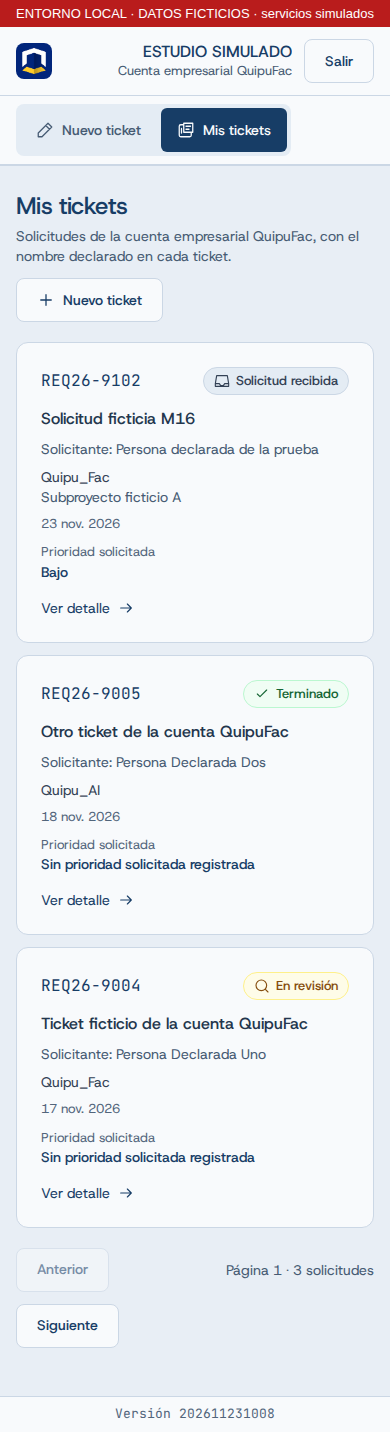 ENTORNO LOCAL · DATOS FICTICIOS · servicios simulados
ESTUDIO SIMULADO
Cuenta empresarial QuipuFac
Salir
Nuevo ticket
Mis tickets
Mis tickets
Solicitudes de la cuenta empresarial QuipuFac, con el
nombre declarado en cada ticket.
Nuevo ticket
REQ26-9102
Solicitud recibida
Solicitud ficticia M16
Solicitante: Persona declarada de la prueba
Quipu_Fac
Subproyecto ficticio A
23 nov. 2026
Prioridad solicitada
Bajo
Ver detalle
REQ26-9005
Terminado
Otro ticket de la cuenta QuipuFac
Solicitante: Persona Declarada Dos
Quipu_AI
18 nov. 2026
Prioridad solicitada
Sin prioridad solicitada registrada
Ver detalle
REQ26-9004
En revisión
Ticket ficticio de la cuenta QuipuFac
Solicitante: Persona Declarada Uno
Quipu_Fac
17 nov. 2026
Prioridad solicitada
Sin prioridad solicitada registrada
Ver detalle
Anterior
Página 1 · 3 solicitudes
Siguiente
Versión 202611231008